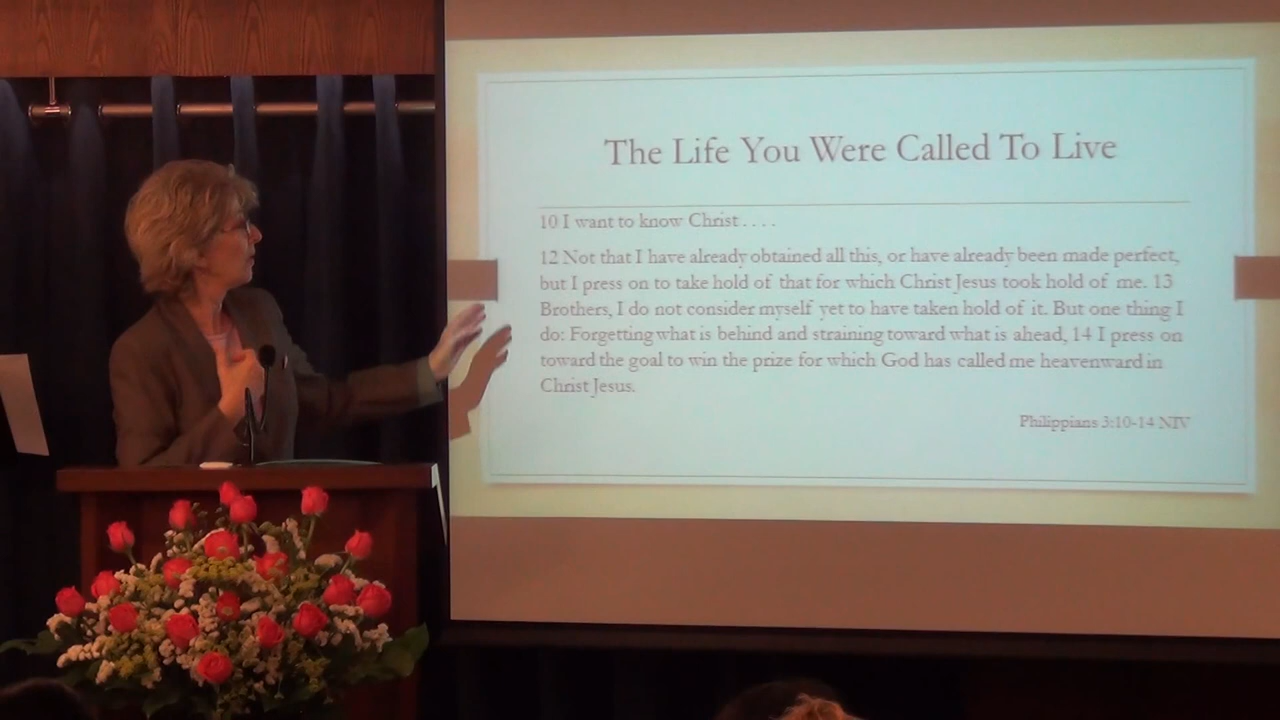 The Life You Were Called To Live
10 I want to know Christ . . . .
12 Not that I have already obtained all this, or have already been made perfect,
but I press on to take hold of that for which Christ Jesus took hold of me. 13
Brothers, I do not consider myself yet to have taken hold of it. But one thing I
do: Forgetting what is behind and straining toward what is ahead, 14 I press on
toward the goal to win the prize for which God has called me heavenward in
Christ Jesus.
Philippians 3:10-14 NIV